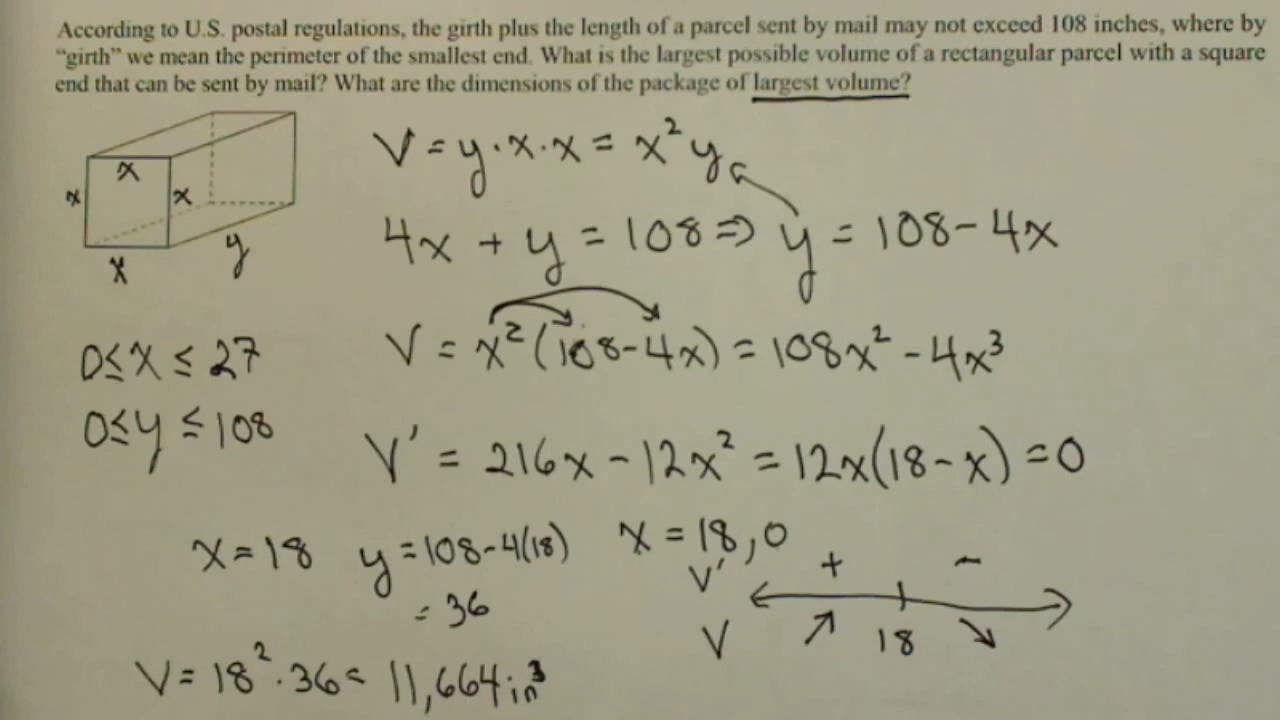 According to U.S. postal regulations, the girth plus the length of a parcel sent by mail may not exceed 108 inches, where by
“girth” we mean the perimeter of the smallest end. What is the largest possible volume of a rectangular parcel with a square
end that can be sent by mail? What are the dimensions of the package of largest volume?
x
x
x
x
y
V = y·x·x = x²y
4x + y = 108 ⇒ y = 108 - 4x
V = x²(108-4x) = 108x² - 4x³
0≤x≤27
0≤y≤108
V' = 216x - 12x² = 12x(18-x) = 0
x = 18 y = 108-4(18)
= 36
x = 18, 0
V' + -
V 18
V = 18²·36 = 11,664 in³